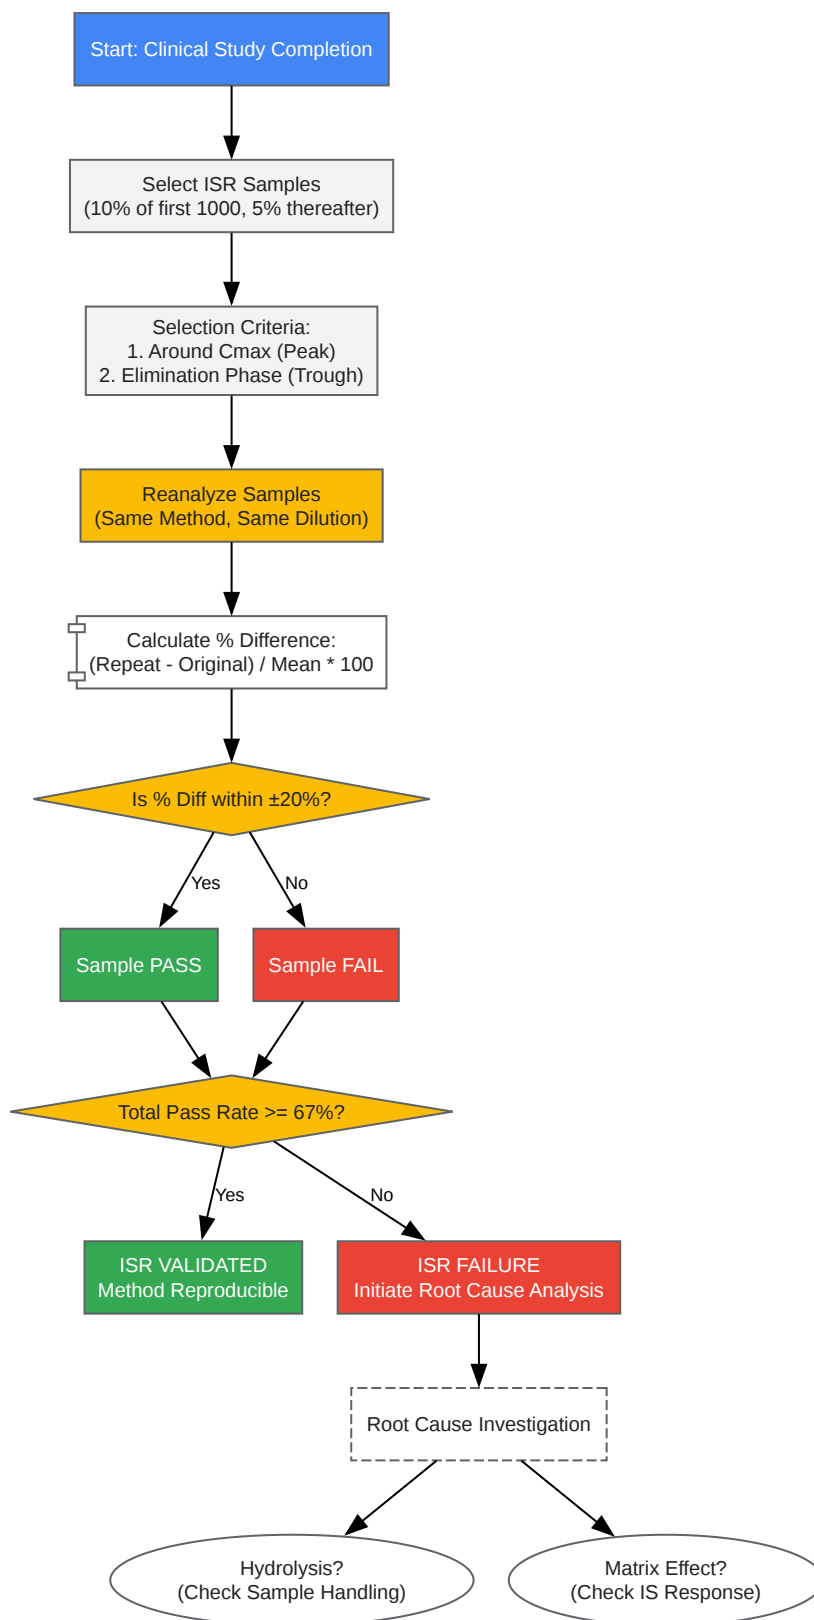 Start: Clinical Study Completion
Select ISR Samples
(10% of first 1000, 5% thereafter)
Selection Criteria:
1. Around Cmax (Peak)
2. Elimination Phase (Trough)
Reanalyze Samples
(Same Method, Same Dilution)
Calculate % Difference:
(Repeat - Original) / Mean * 100
Is % Diff within ±20%?
Yes
No
Sample PASS
Sample FAIL
Total Pass Rate >= 67%?
Yes
No
ISR VALIDATED
Method Reproducible
ISR FAILURE
Initiate Root Cause Analysis
Root Cause Investigation
Hydrolysis?
(Check Sample Handling)
Matrix Effect?
(Check IS Response)